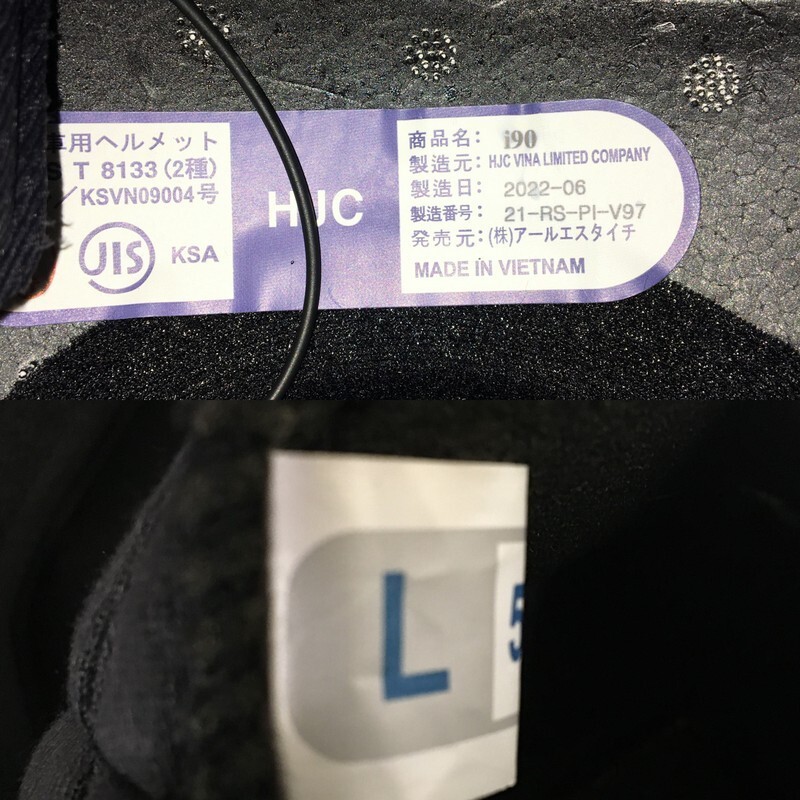 車用ヘルメット
S T 8133 (2種)
/KSVN09004号
JIS KSA
HJC
商品名: i90
製造元: HJC VINA LIMITED COMPANY
製造日: 2022-06
製造番号: 21-RS-PI-V97
発売元: (株)アールエスタイチ
MADE IN VIETNAM
L 5